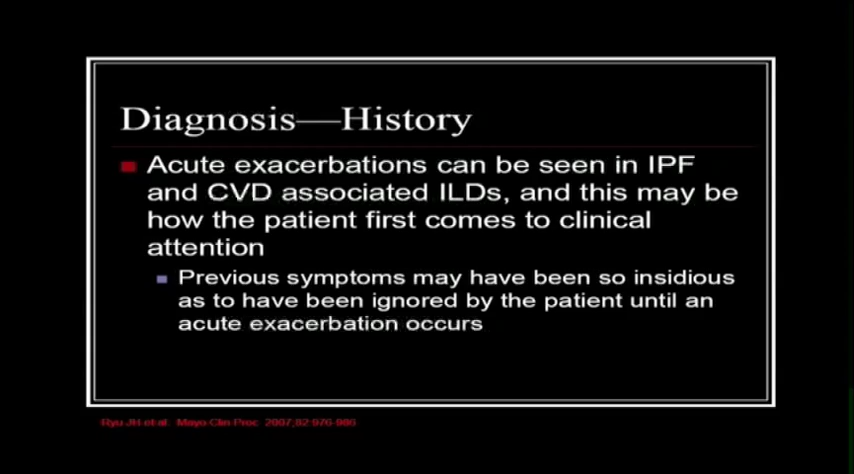 Diagnosis—History
Acute exacerbations can be seen in IPF
and CVD associated ILDs, and this may be
how the patient first comes to clinical
attention
Previous symptoms may have been so insidious
as to have been ignored by the patient until an
acute exacerbation occurs
Ryu JH et al. Mayo Clin Proc 2007;82:976-986